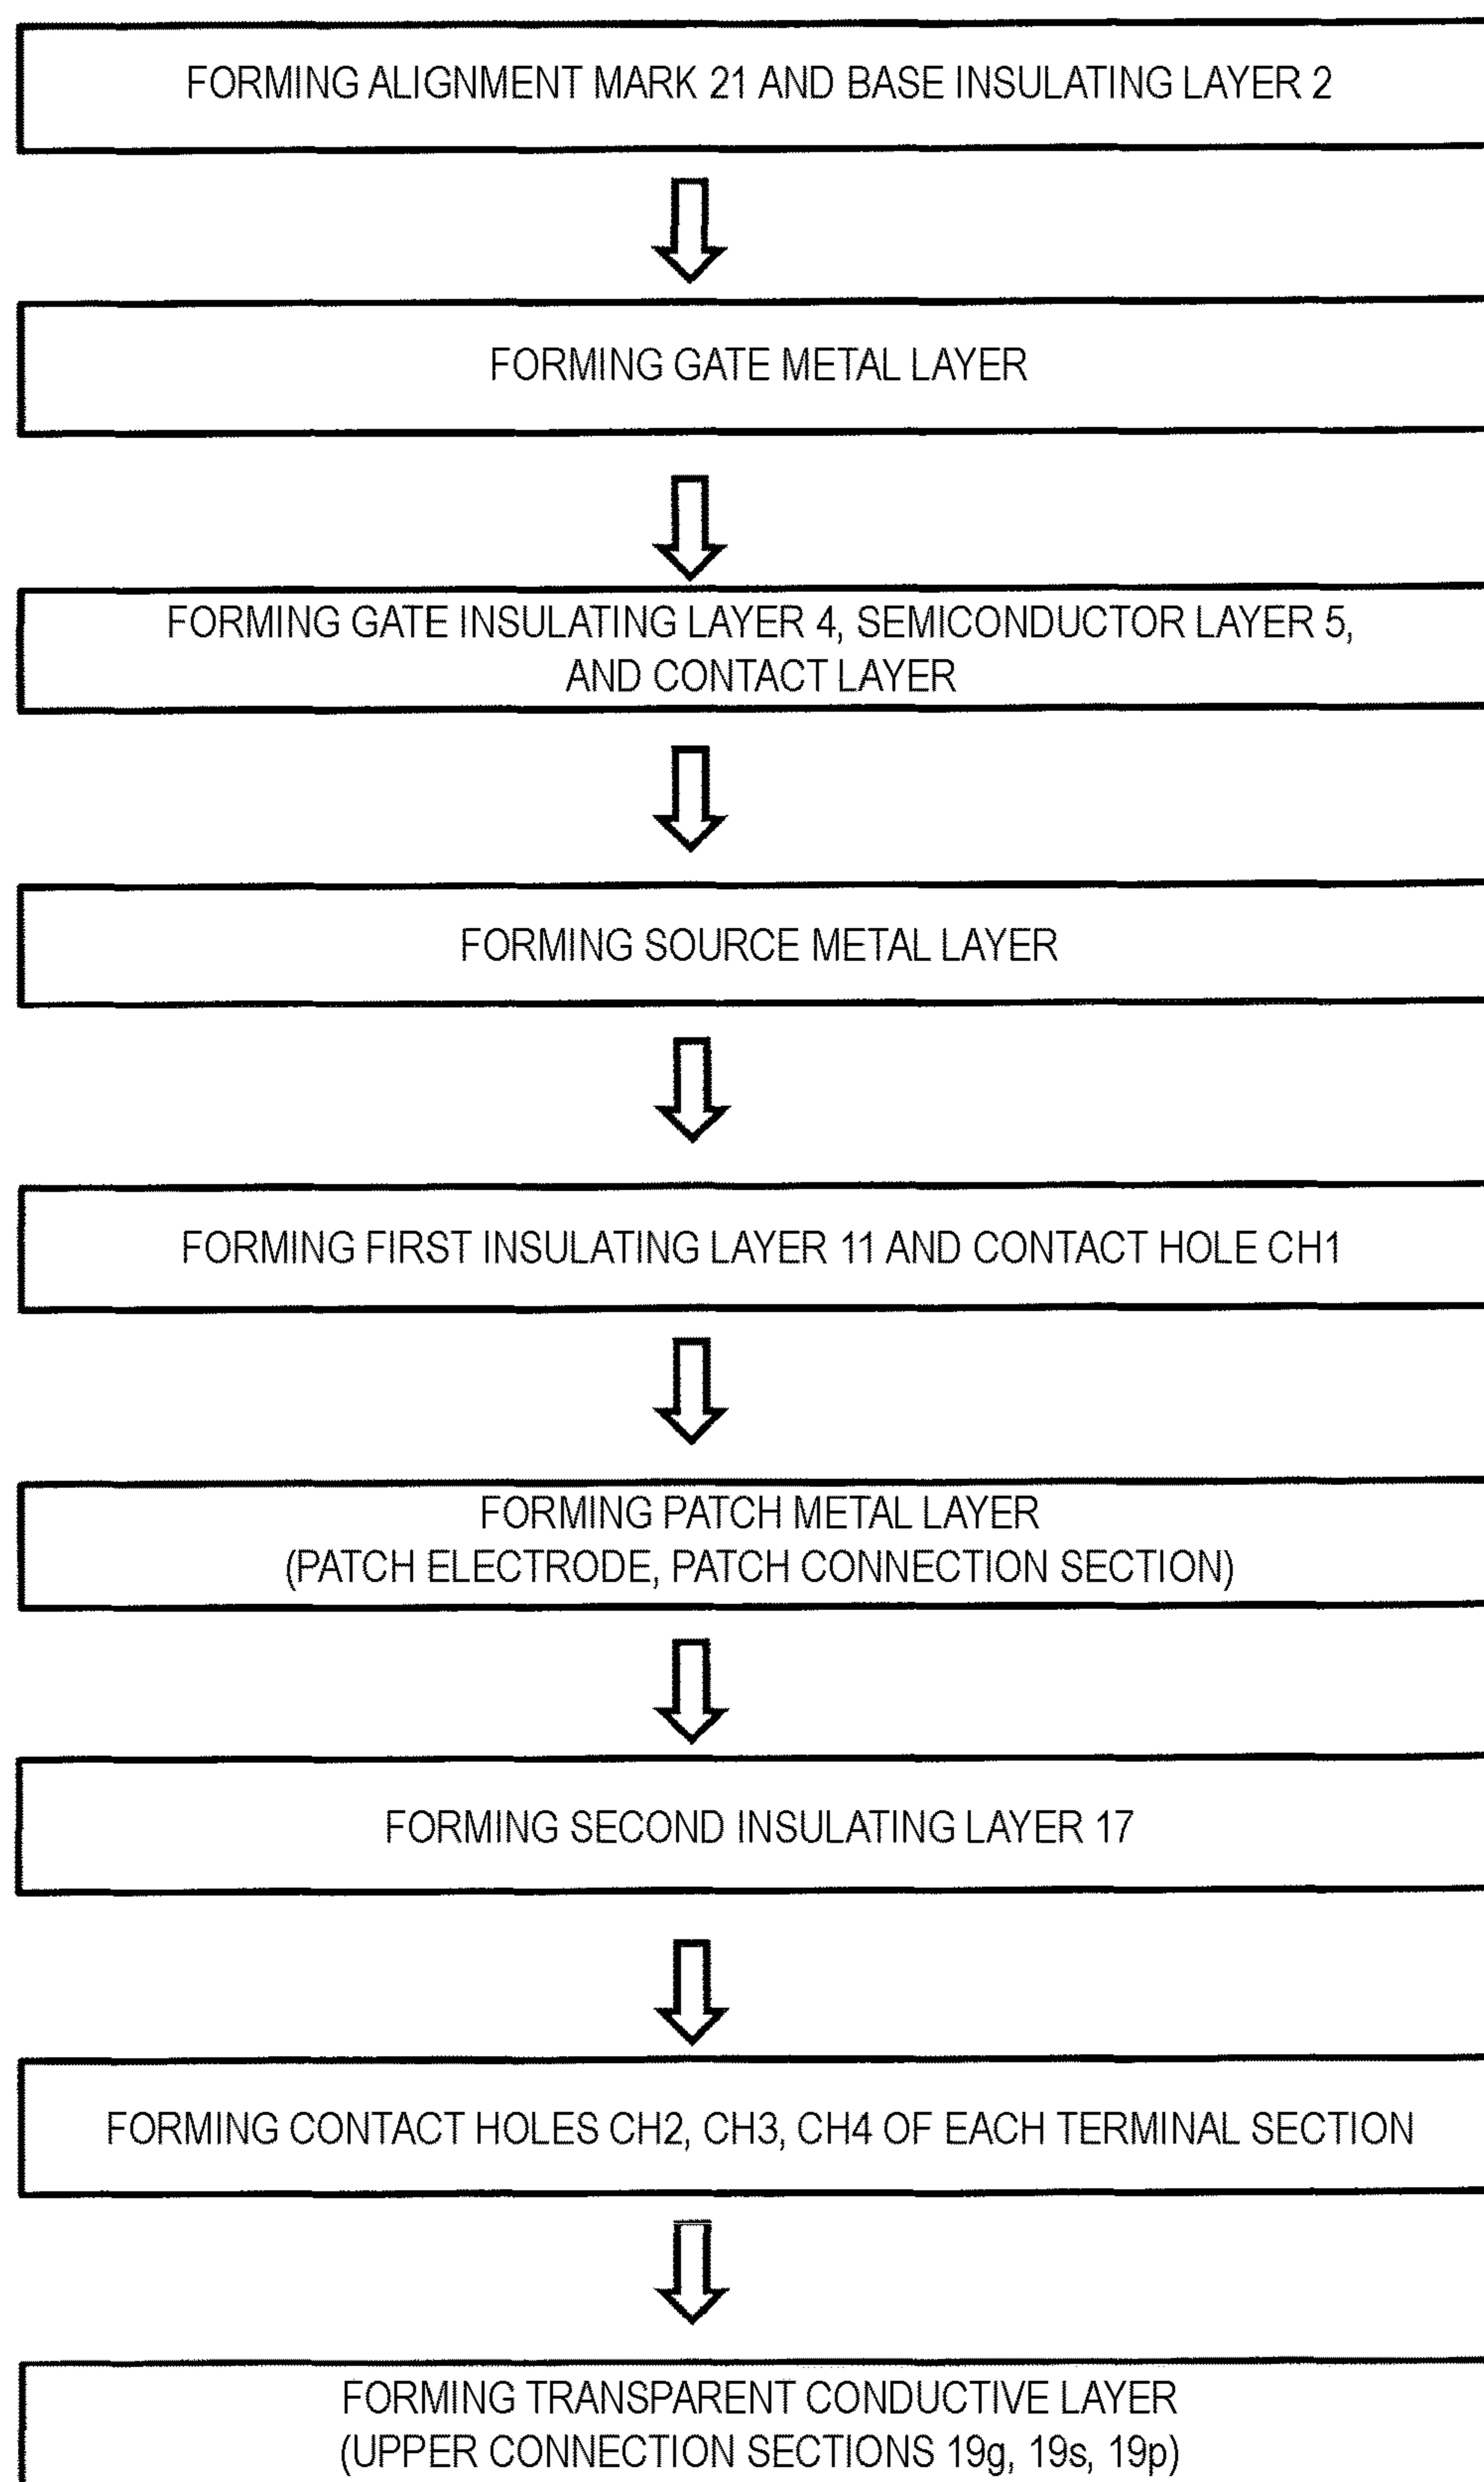 FORMING ALIGNMENT MARK 21 AND BASE INSULATING LAYER 2
FORMING GATE METAL LAYER
FORMING GATE INSULATING LAYER 4, SEMICONDUCTOR LAYER 5,
AND CONTACT LAYER
FORMING SOURCE METAL LAYER
FORMING FIRST INSULATING LAYER 11 AND CONTACT HOLE CH1
FORMING PATCH METAL LAYER
(PATCH ELECTRODE, PATCH CONNECTION SECTION)
FORMING SECOND INSULATING LAYER 17
FORMING CONTACT HOLES CH2, CH3, CH4 OF EACH TERMINAL SECTION
FORMING TRANSPARENT CONDUCTIVE LAYER
(UPPER CONNECTION SECTIONS 19g, 19s, 19p)